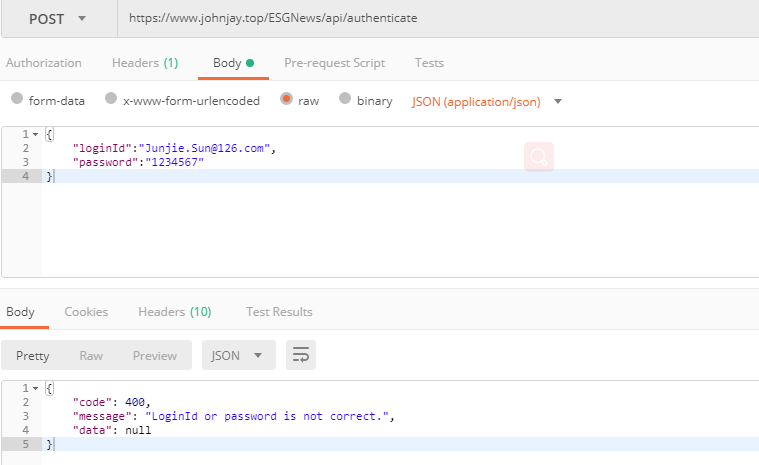 POST https://www.johnjay.top/ESGNews/api/authenticate
Authorization Headers (1) Body Pre-request Script Tests
form-data x-www-form-urlencoded raw binary JSON (application/json)
1 {
2 "loginId":"Junjie.Sun@126.com",
3 "password":"1234567"
4 }
Body Cookies Headers (10) Test Results
Pretty Raw Preview JSON
1 {
2 "code": 400,
3 "message": "LoginId or password is not correct.",
4 "data": null
5 }